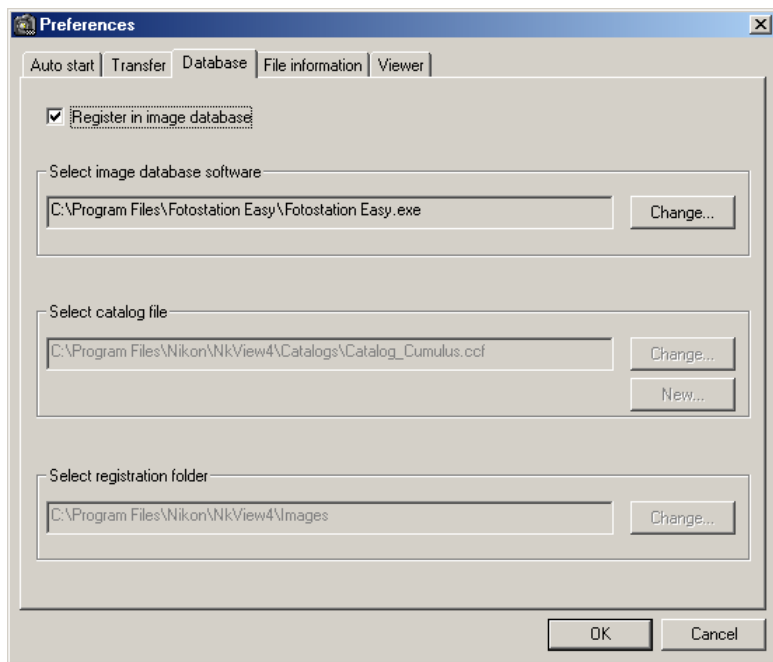 Preferences
Auto start Transfer Database File information Viewer
Register in image database
Select image database software
C:\Program Files\Fotostation Easy\Fotostation Easy.exe Change...
Select catalog file
C:\Program Files\Nikon\NkView4\Catalogs\Catalog_Cumulus.ccf Change...
New...
Select registration folder
C:\Program Files\Nikon\NkView4\Images Change...
OK Cancel